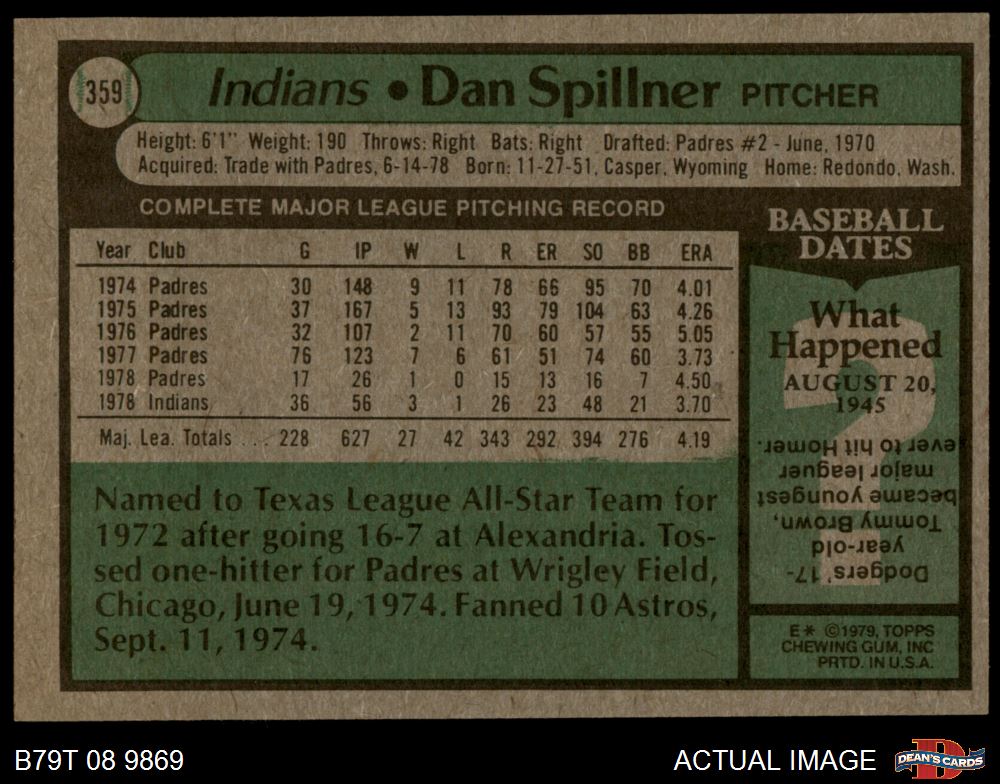 359
Indians • Dan Spillner PITCHER
Height: 6'1" Weight: 190 Throws: Right Bats: Right Drafted: Padres #2 - June, 1970
Acquired: Trade with Padres, 6-14-78 Born: 11-27-51, Casper, Wyoming Home: Redondo, Wash.
COMPLETE MAJOR LEAGUE PITCHING RECORD
Year Club G IP W L R ER SO BB ERA
1974 Padres 30 148 9 11 78 66 95 70 4.01
1975 Padres 37 167 5 13 93 79 104 63 4.26
1976 Padres 32 107 2 11 70 60 57 55 5.05
1977 Padres 76 123 7 6 61 51 74 60 3.73
1978 Padres 17 26 1 0 15 13 16 7 4.50
1978 Indians 36 56 3 1 26 23 48 21 3.70
Maj. Lea. Totals ... 228 627 27 42 343 292 394 276 4.19
Named to Texas League All-Star Team for
1972 after going 16-7 at Alexandria. Tos-
sed one-hitter for Padres at Wrigley Field,
Chicago, June 19, 1974. Fanned 10 Astros,
Sept. 11, 1974.
BASEBALL
DATES
What
Happened
AUGUST 20,
1945
?
Dodgers' 17-
year-old
Tommy Brown,
became youngest
major leaguer
ever to hit Homer.
E* ©1979, TOPPS
CHEWING GUM, INC
PRTD. IN U.S.A.
B79T 08 9869
ACTUAL IMAGE
D
DEAN'S CARDS